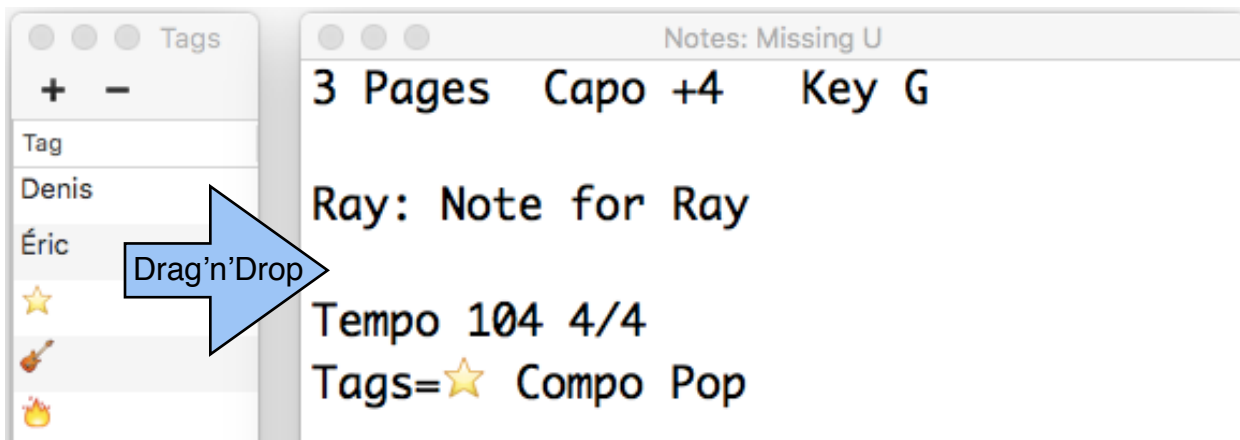 Tags
+ −
Tag
Denis
Éric
⭐
🎸
🔥
Drag’n’Drop
Notes: Missing U
3 Pages Capo +4 Key G
Ray: Note for Ray
Tempo 104 4/4
Tags=⭐ Compo Pop